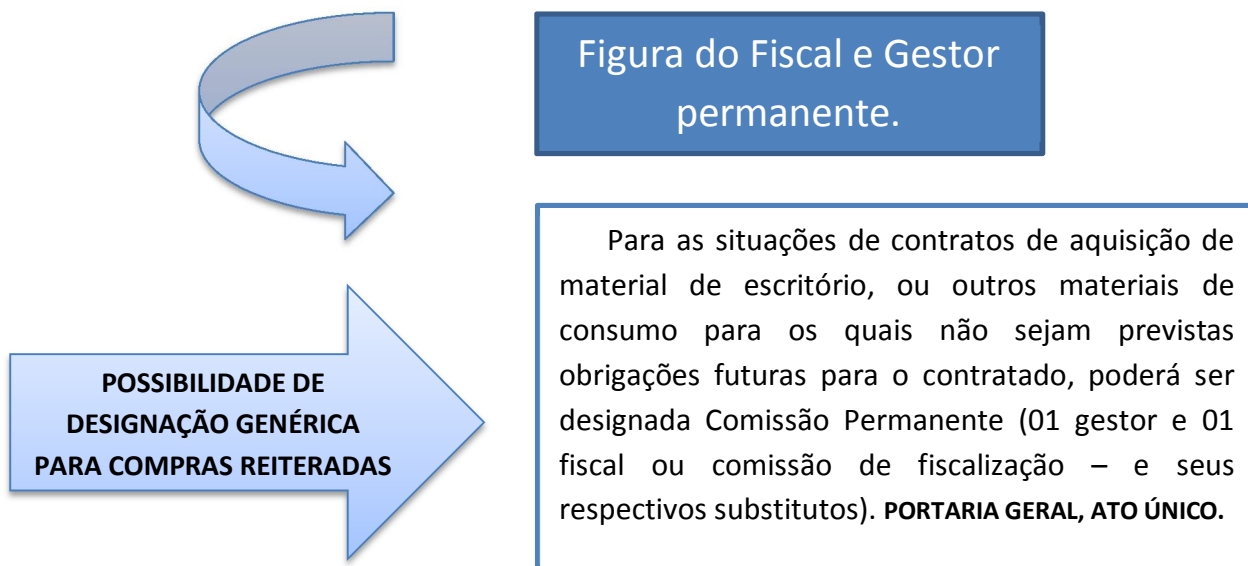 Figura do Fiscal e Gestor
permanente.
POSSIBILIDADE DE
DESIGNAÇÃO GENÉRICA
PARA COMPRAS REITERADAS
Para as situações de contratos de aquisição de
material de escritório, ou outros materiais de
consumo para os quais não sejam previstas
obrigações futuras para o contratado, poderá ser
designada Comissão Permanente (01 gestor e 01
fiscal ou comissão de fiscalização – e seus
respectivos substitutos). PORTARIA GERAL, ATO ÚNICO.